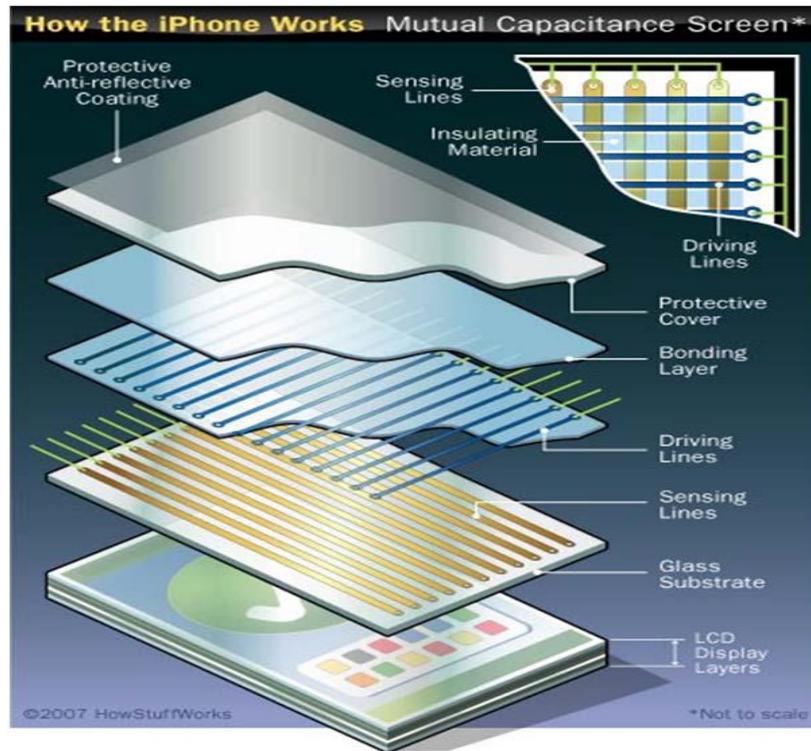 How the iPhone Works Mutual Capacitance Screen*
Protective
Anti-reflective
Coating
Sensing
Lines
Insulating
Material
Driving
Lines
Protective
Cover
Bonding
Layer
Driving
Lines
Sensing
Lines
Glass
Substrate
LCD
Display
Layers
©2007 HowStuffWorks
*Not to scale